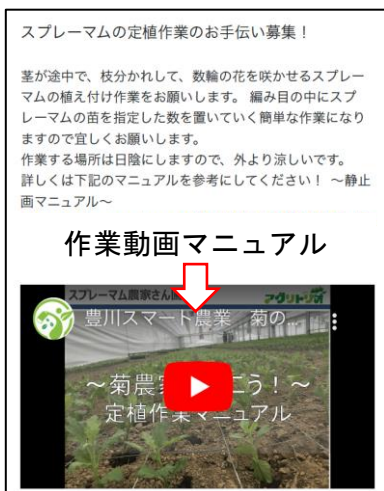 スプレーマムの定植作業のお手伝い募集！
茎が途中で、枝分かれして、数輪の花を咲かせるスプレー
マムの植え付け作業をお願いします。 編み目の中にスプ
レーマムの苗を指定した数を置いていく簡単な作業になり
ますので宜しくお願いします。
作業する場所は日陰にしますので、外より涼しいです。
詳しくは下記のマニュアルを参考にしてください！ ～静止
画マニュアル～
作業動画マニュアル
スプレーマム農家さん
アグリトリオ
豊川スマート農業 菊の...
～菊農
こう！～
定植作業マニュアル